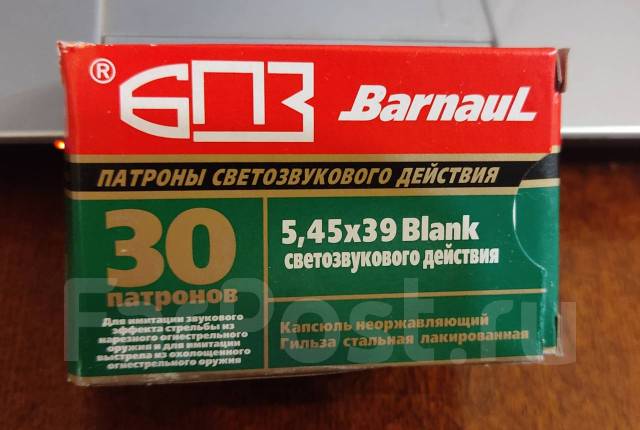 ® БПЗ Barnaul
ПАТРОНЫ СВЕТОЗВУКОВОГО ДЕЙСТВИЯ
30
патронов
Для имитации звукового
эффекта стрельбы из
нарезного огнестрельного
оружия и для имитации
выстрела из охолощенного
огнестрельного оружия
5,45x39 Blank
светозвукового действия
Капсюль неоржавляющий
Гильза стальная лакированная
FarPost.ru